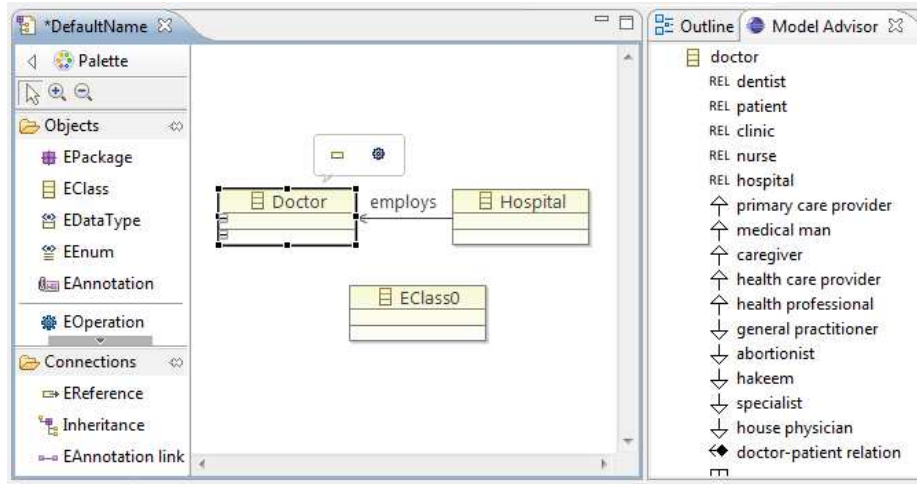 *DefaultName
Palette
Objects
EPackage
EClass
EDataType
EEnum
EAnnotation
EOperation
Connections
EReference
Inheritance
EAnnotation link
Doctor
employs
Hospital
EClass0
Outline
Model Advisor
doctor
REL dentist
REL patient
REL clinic
REL nurse
REL hospital
primary care provider
medical man
caregiver
health care provider
health professional
general practitioner
abortionist
hakeem
specialist
house physician
doctor-patient relation